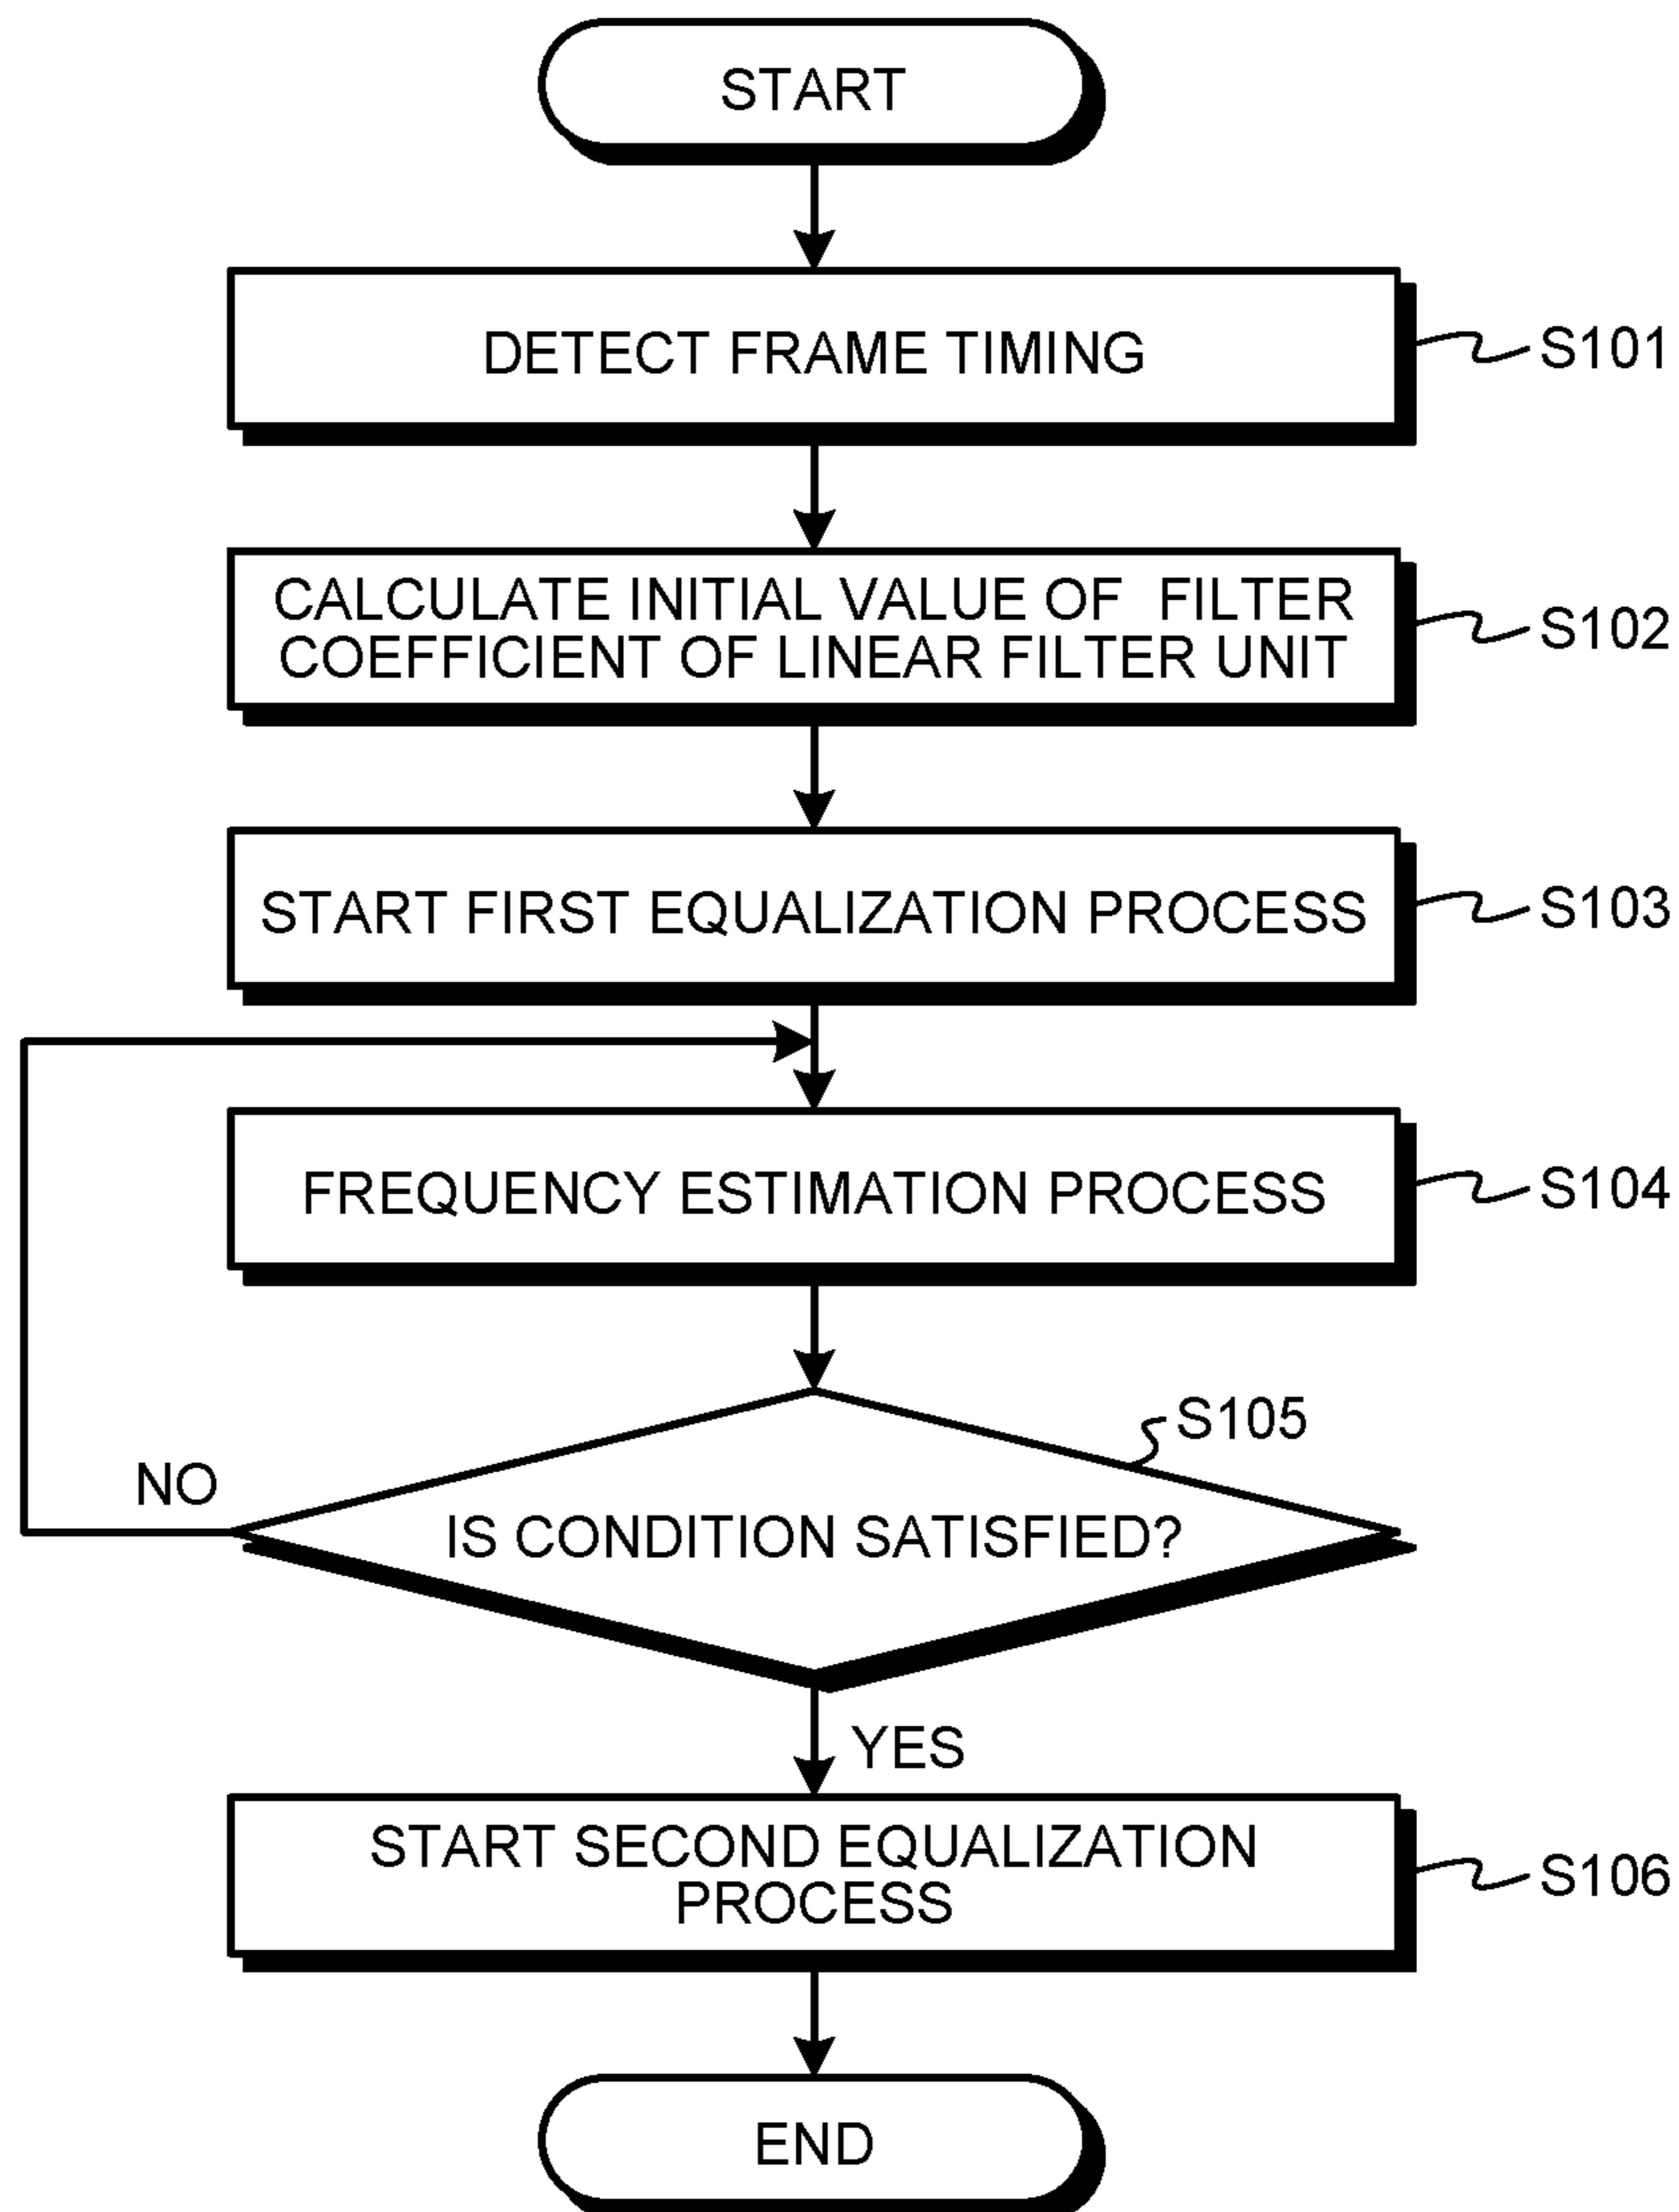 START
DETECT FRAME TIMING
S101
CALCULATE INITIAL VALUE OF FILTER
COEFFICIENT OF LINEAR FILTER UNIT
S102
START FIRST EQUALIZATION PROCESS
S103
FREQUENCY ESTIMATION PROCESS
S104
S105
NO
IS CONDITION SATISFIED?
YES
START SECOND EQUALIZATION
PROCESS
S106
END